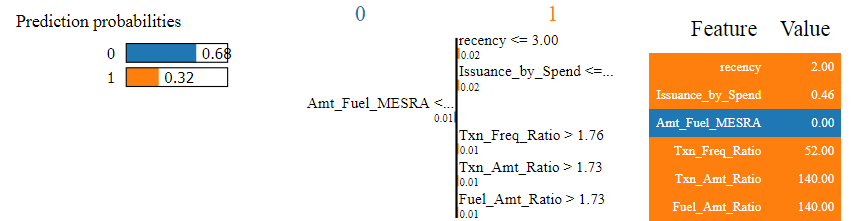 Prediction probabilities
0 0.68
1 0.32
0 1
recency <= 3.00
0.02
Issuance_by_Spend <=...
0.02
Amt_Fuel_MESRA <...
0.01
Txn_Freq_Ratio > 1.76
0.01
Txn_Amt_Ratio > 1.73
0.01
Fuel_Amt_Ratio > 1.73
0.01
Feature Value
recency 2.00
Issuance_by_Spend 0.46
Amt_Fuel_MESRA 0.00
Txn_Freq_Ratio 52.00
Txn_Amt_Ratio 140.00
Fuel_Amt_Ratio 140.00